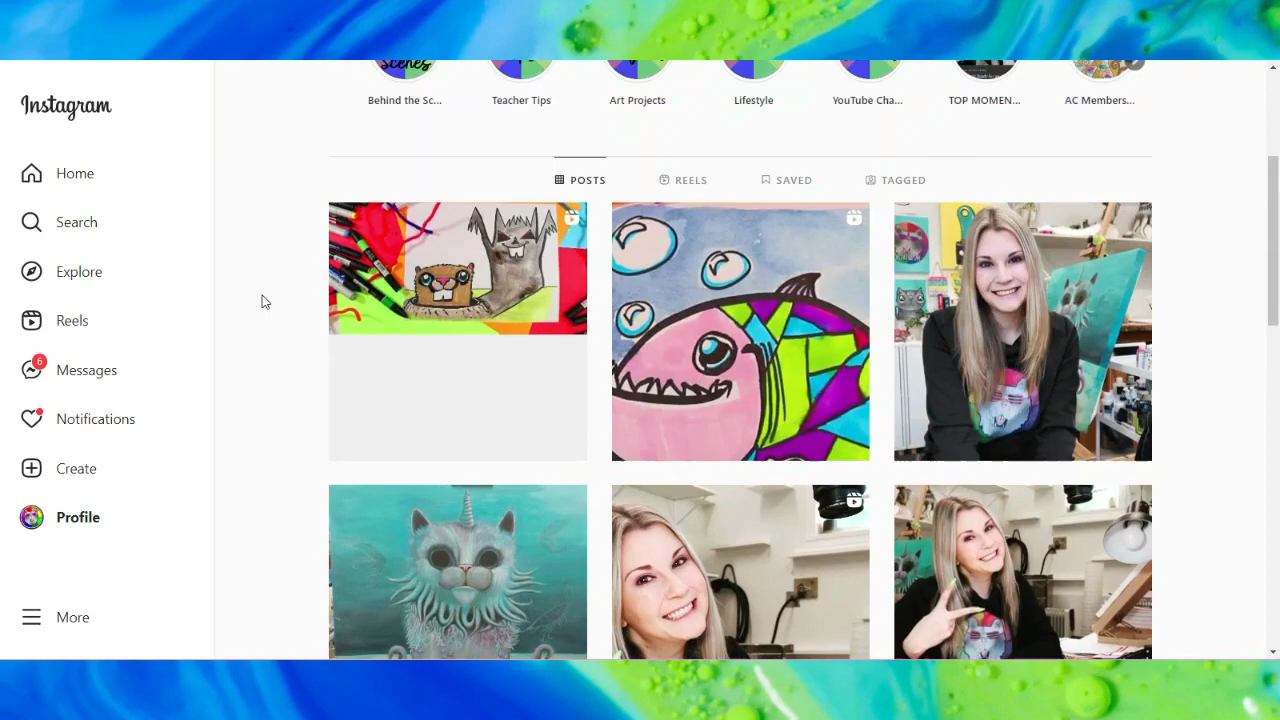 Scenes
Behind the Sc...
Teacher Tips
Art Projects
Lifestyle
YouTube Cha...
TOP MOMEN...
AC Members...
Instagram
Home
Search
Explore
Reels
6
Messages
Notifications
Create
Profile
More
POSTS
REELS
SAVED
TAGGED